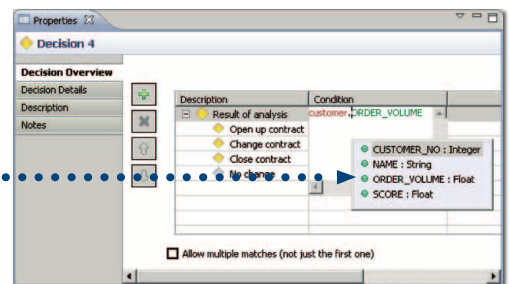 Properties
Decision 4
Decision Overview
Decision Details
Description
Notes
Description Condition
Result of analysis customer.ORDER_VOLUME
Open up contract
Change contract
Close contract
No change
CUSTOMER_NO : Integer
NAME : String
ORDER_VOLUME : Float
SCORE : Float
Allow multiple matches (not just the first one)